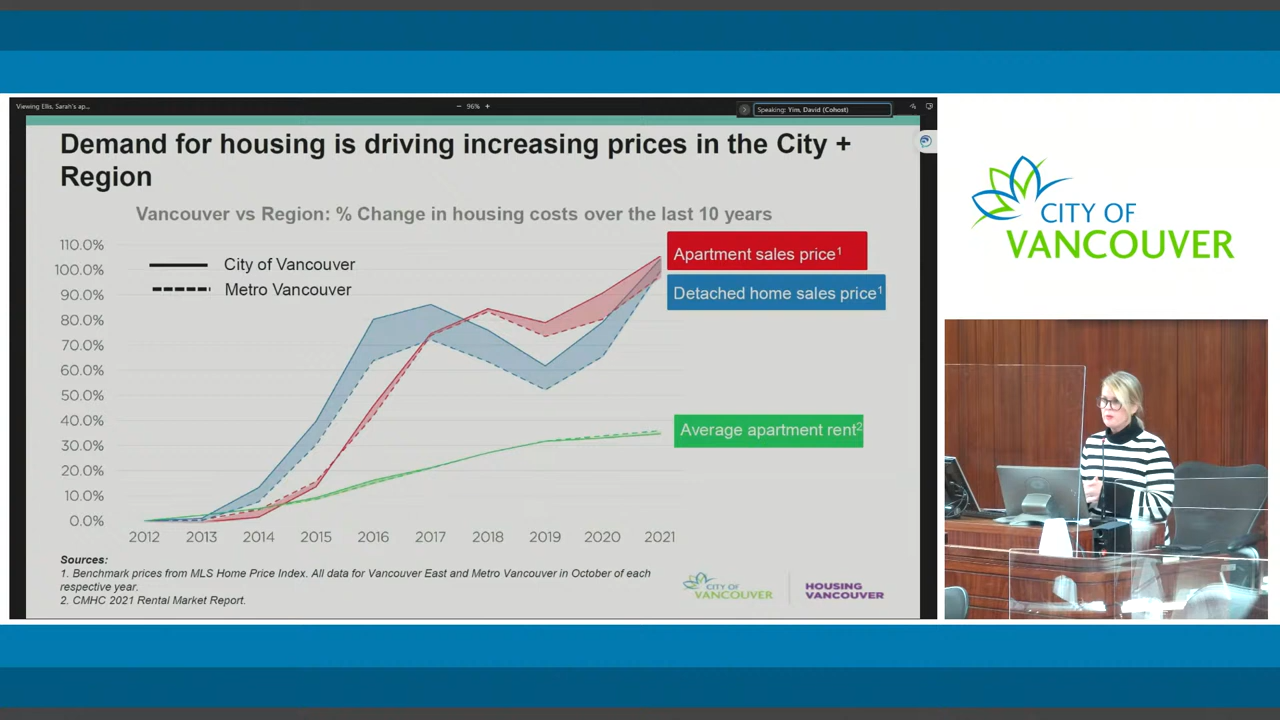 Viewing Ellis, Sarah's ap...
− 96% +
Speaking: Yim, David (Cohost)
Demand for housing is driving increasing prices in the City +
Region
Vancouver vs Region: % Change in housing costs over the last 10 years
110.0%
100.0%
90.0%
80.0%
70.0%
60.0%
50.0%
40.0%
30.0%
20.0%
10.0%
0.0%
City of Vancouver
Metro Vancouver
Apartment sales price¹
Detached home sales price¹
Average apartment rent²
2012 2013 2014 2015 2016 2017 2018 2019 2020 2021
Sources:
1. Benchmark prices from MLS Home Price Index. All data for Vancouver East and Metro Vancouver in October of each
respective year.
2. CMHC 2021 Rental Market Report.
CITY OF
VANCOUVER
HOUSING
VANCOUVER
CITY OF
VANCOUVER